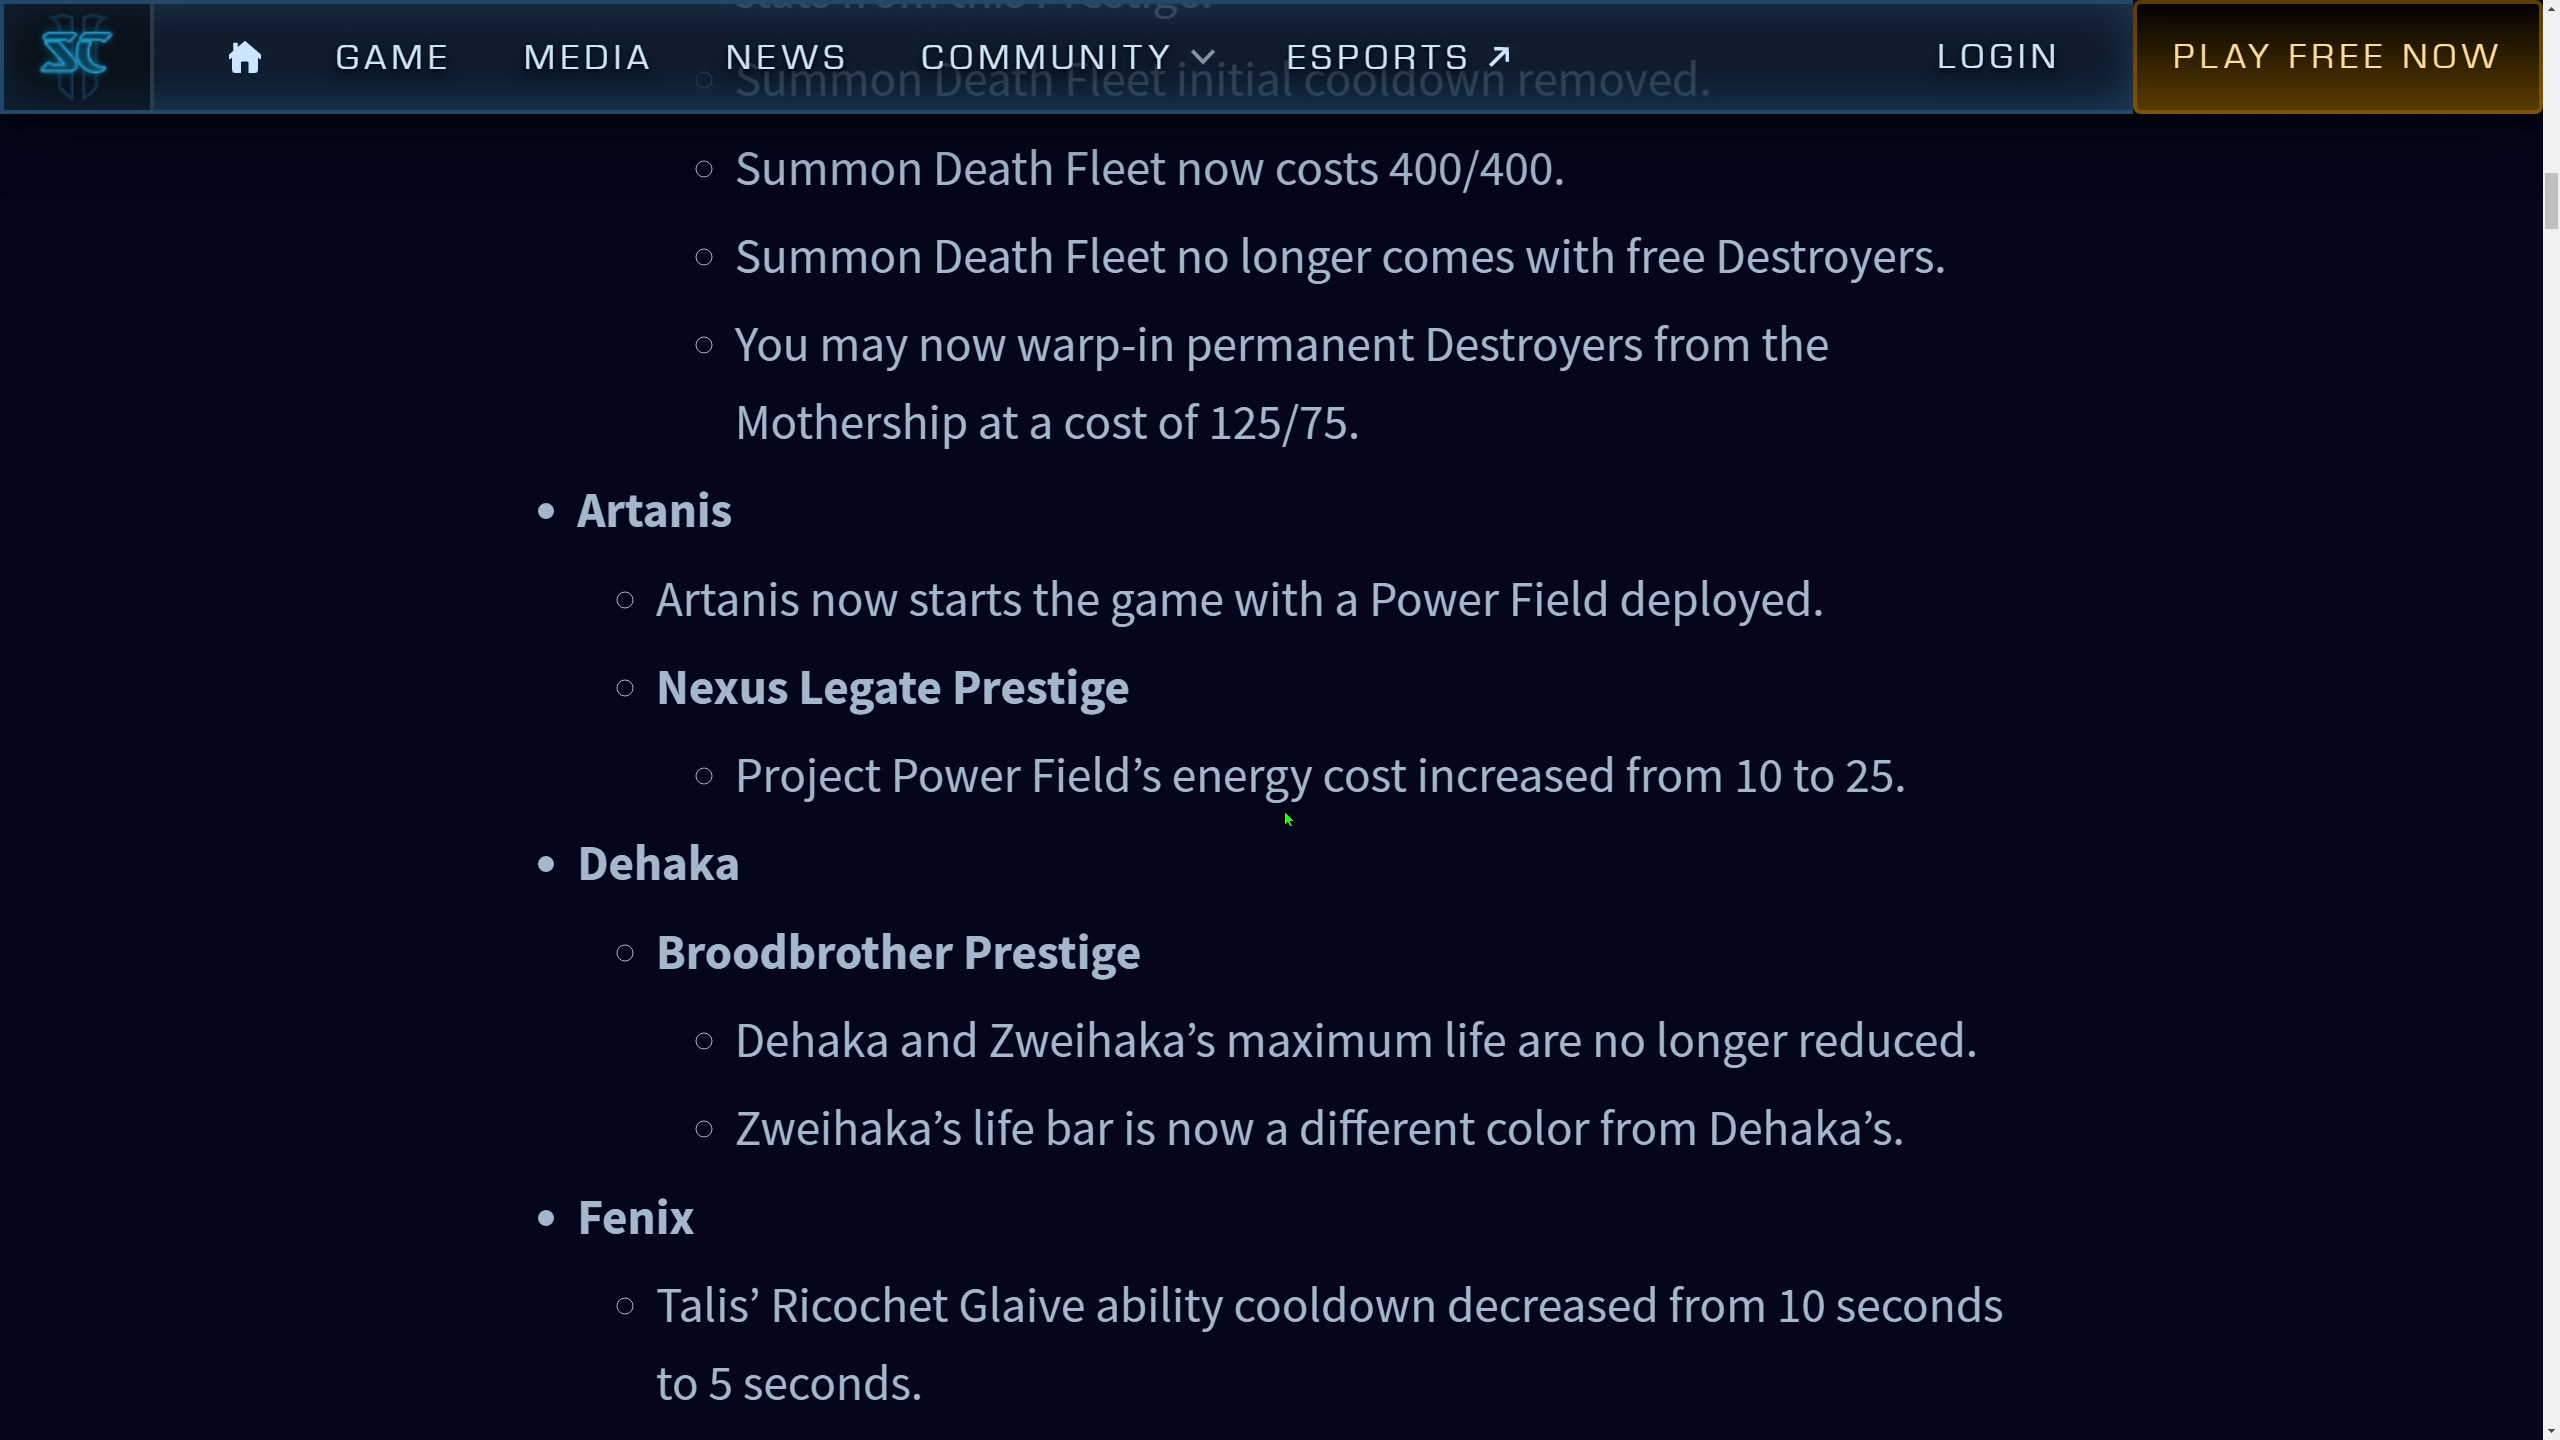 Stats from this Prestige.
SC GAME MEDIA NEWS COMMUNITY ESPORTS LOGIN PLAY FREE NOW
Summon Death Fleet initial cooldown removed.
Summon Death Fleet now costs 400/400.
Summon Death Fleet no longer comes with free Destroyers.
You may now warp-in permanent Destroyers from the
Mothership at a cost of 125/75.
Artanis
Artanis now starts the game with a Power Field deployed.
Nexus Legate Prestige
Project Power Field’s energy cost increased from 10 to 25.
Dehaka
Broodbrother Prestige
Dehaka and Zweihaka’s maximum life are no longer reduced.
Zweihaka’s life bar is now a different color from Dehaka’s.
Fenix
Talis’ Ricochet Glaive ability cooldown decreased from 10 seconds
to 5 seconds.